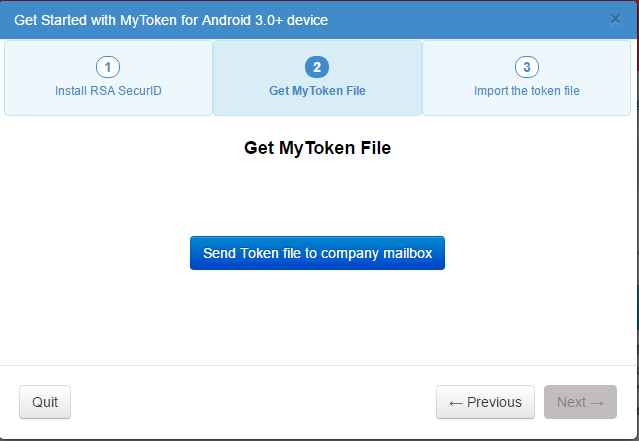 Get Started with MyToken for Android 3.0+ device ×
1
Install RSA SecurID
2
Get MyToken File
3
Import the token file
Get MyToken File
Send Token file to company mailbox
Quit
← Previous
Next →